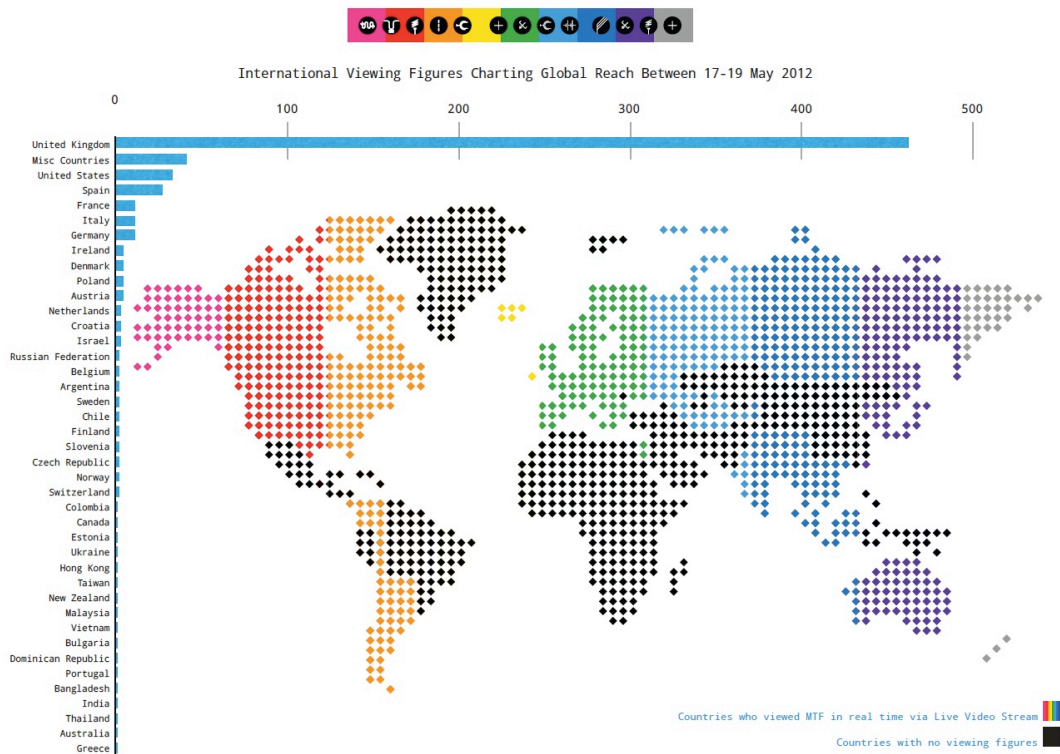 International Viewing Figures Charting Global Reach Between 17-19 May 2012
0 100 200 300 400 500
United Kingdom
Misc Countries
United States
Spain
France
Italy
Germany
Ireland
Denmark
Poland
Austria
Netherlands
Croatia
Israel
Russian Federation
Belgium
Argentina
Sweden
Chile
Finland
Slovenia
Czech Republic
Norway
Switzerland
Colombia
Canada
Estonia
Ukraine
Hong Kong
Taiwan
New Zealand
Malaysia
Vietnam
Bulgaria
Dominican Republic
Portugal
Bangladesh
India
Thailand
Australia
Greece
Countries who viewed MTF in real time via Live Video Stream
Countries with no viewing figures